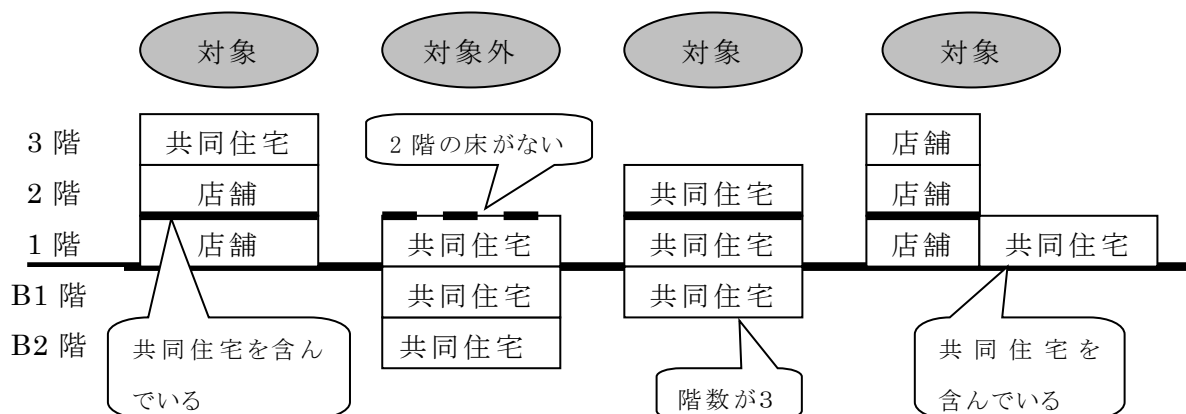 対象
対象外
対象
対象
3階
共同住宅
2階の床がない
店舗
2階
店舗
共同住宅
店舗
1階
店舗
共同住宅
共同住宅
店舗
共同住宅
B1階
共同住宅
共同住宅
B2階
共同住宅を含ん
でいる
共同住宅
階数が3
共同住宅を
含んでいる